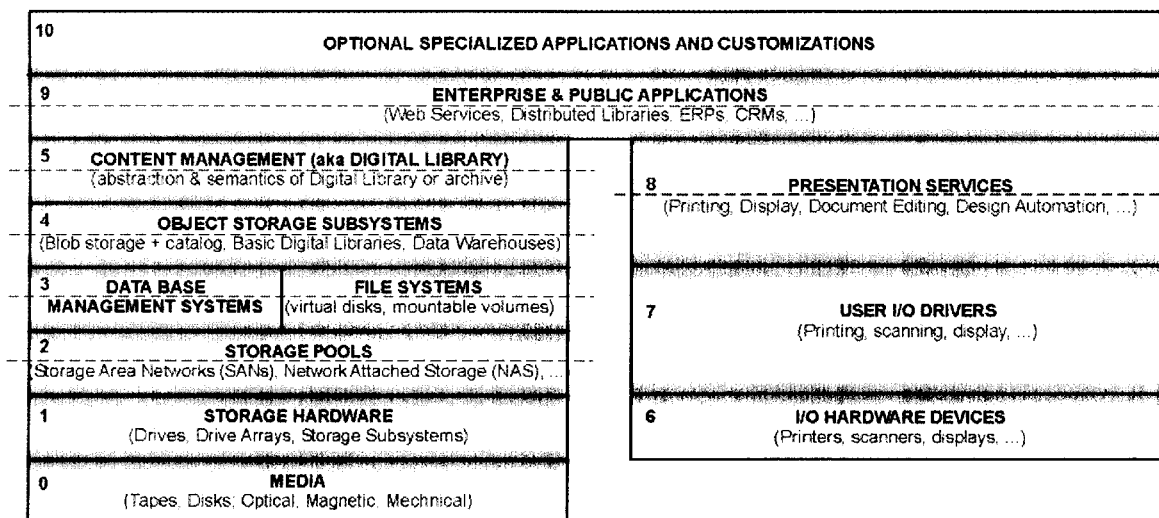 10
OPTIONAL SPECIALIZED APPLICATIONS AND CUSTOMIZATIONS
9
ENTERPRISE & PUBLIC APPLICATIONS
(Web Services, Distributed Libraries, ERPs, CRMs, ...)
5
CONTENT MANAGEMENT (aka DIGITAL LIBRARY)
(abstraction & semantics of Digital Library or archive)
4
OBJECT STORAGE SUBSYSTEMS
(Blob storage + catalog, Basic Digital Libraries, Data Warehouses)
3
DATA BASE
MANAGEMENT SYSTEMS
FILE SYSTEMS
(virtual disks, mountable volumes)
2
STORAGE POOLS
(Storage Area Networks (SANs), Network Attached Storage (NAS), ...
1
STORAGE HARDWARE
(Drives, Drive Arrays, Storage Subsystems)
0
MEDIA
(Tapes, Disks; Optical, Magnetic, Mechnical)
8
PRESENTATION SERVICES
(Printing, Display, Document Editing, Design Automation, ...)
7
USER I/O DRIVERS
(Printing, scanning, display, ...)
6
I/O HARDWARE DEVICES
(Printers, scanners, displays, ...)